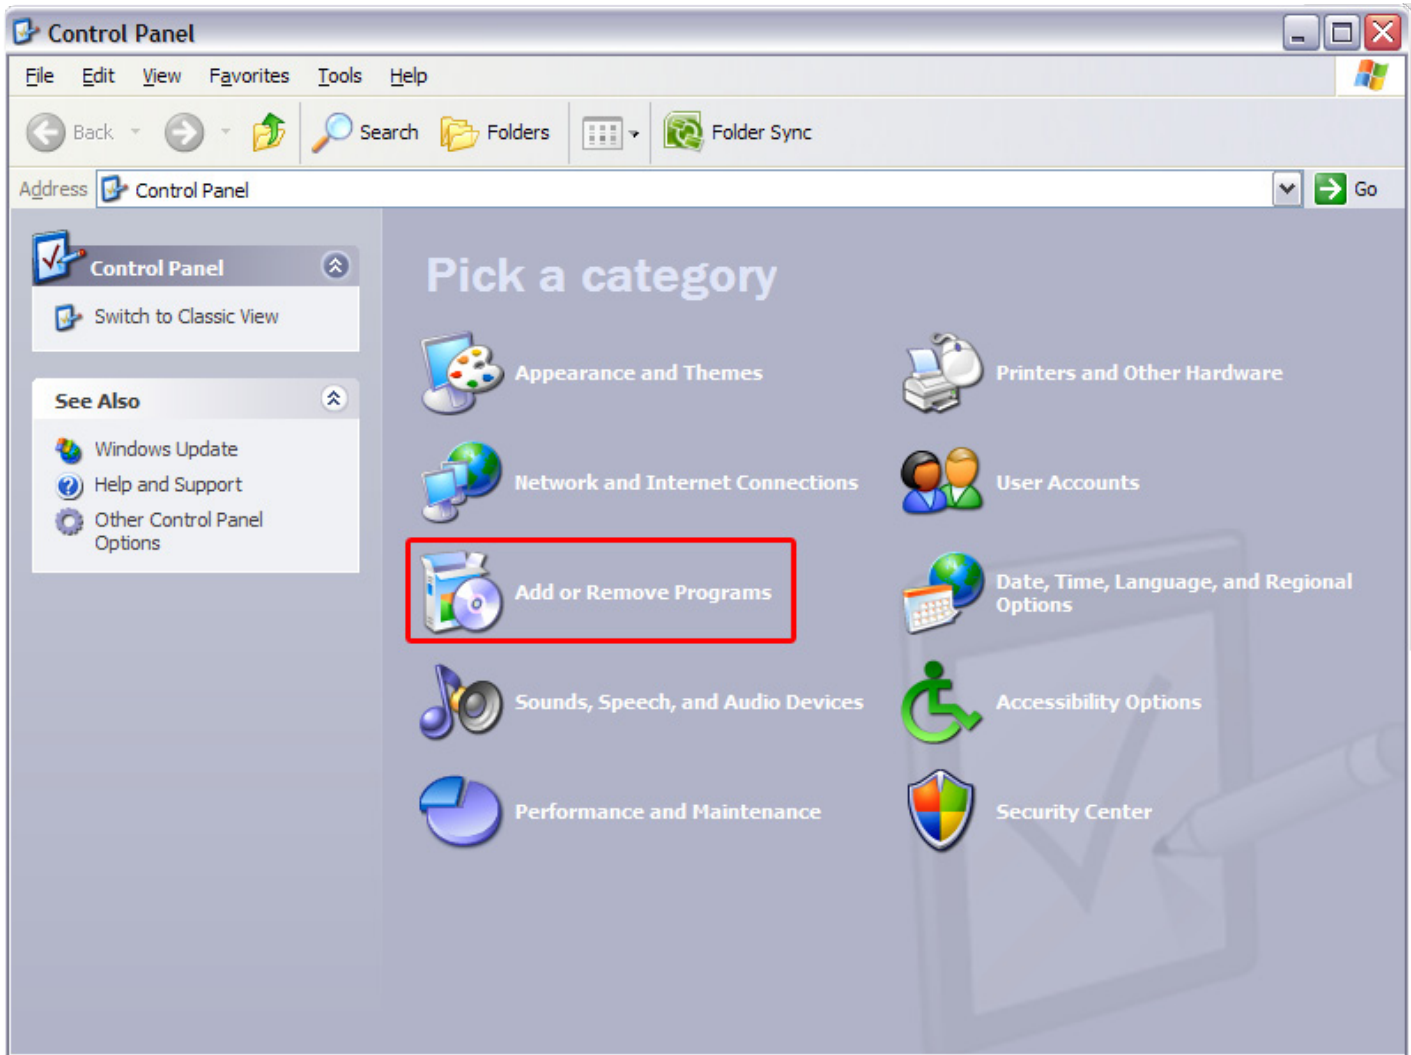 Control Panel
File Edit View Favorites Tools Help
Back Search Folders Folder Sync
Address Control Panel Go
Control Panel
Switch to Classic View
See Also
Windows Update
Help and Support
Other Control Panel
Options
Pick a category
Appearance and Themes
Printers and Other Hardware
Network and Internet Connections
User Accounts
Add or Remove Programs
Date, Time, Language, and Regional
Options
Sounds, Speech, and Audio Devices
Accessibility Options
Performance and Maintenance
Security Center